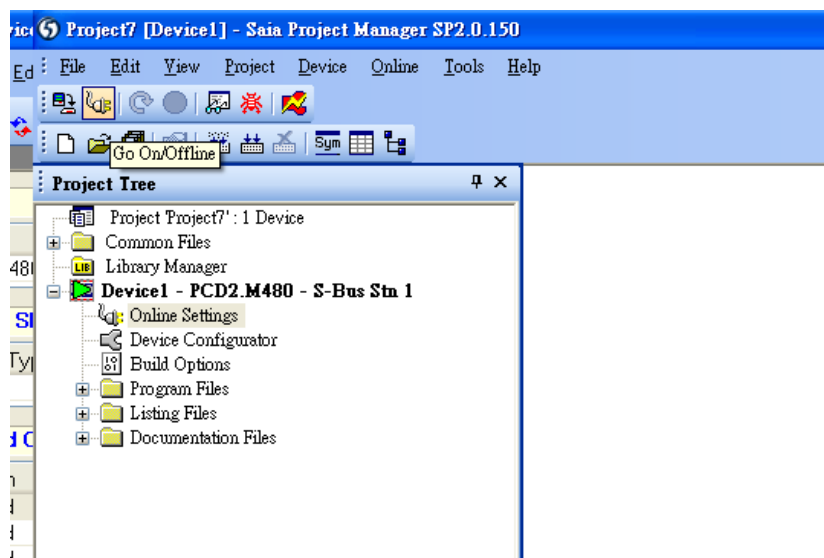 Project7 [Device1] - Saia Project Manager SP2.0.150
Ed File Edit View Project Device Online Tools Help
Sym
Go On/Offline
Project Tree
Project 'Project7' : 1 Device
Common Files
LIB Library Manager
Device1 - PCD2.M480 - S-Bus Stn 1
Online Settings
Device Configurator
Build Options
Program Files
Listing Files
Documentation Files